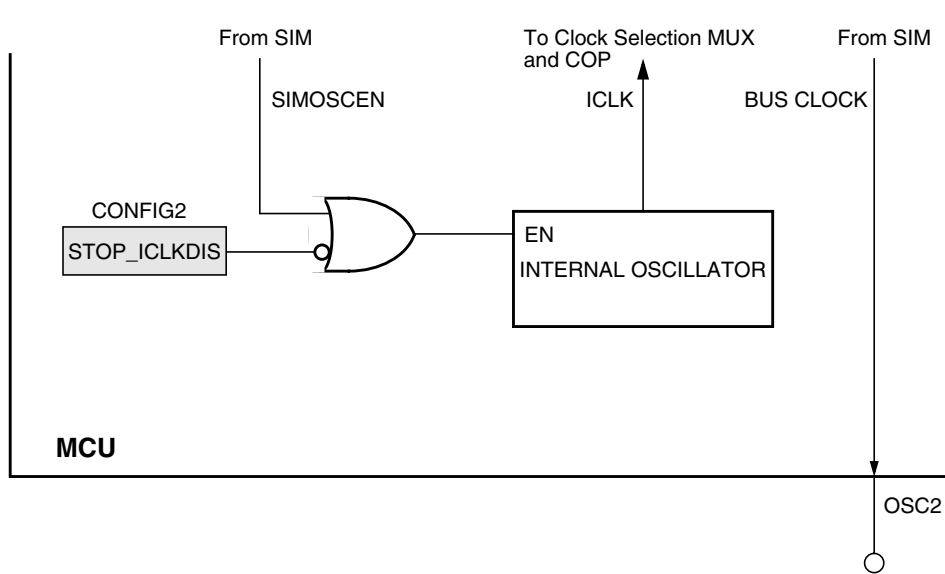 From SIM
To Clock Selection MUX
and COP
From SIM
SIMOSCEN
ICLK
BUS CLOCK
CONFIG2
STOP_ICLKDIS
EN
INTERNAL OSCILLATOR
MCU
OSC2